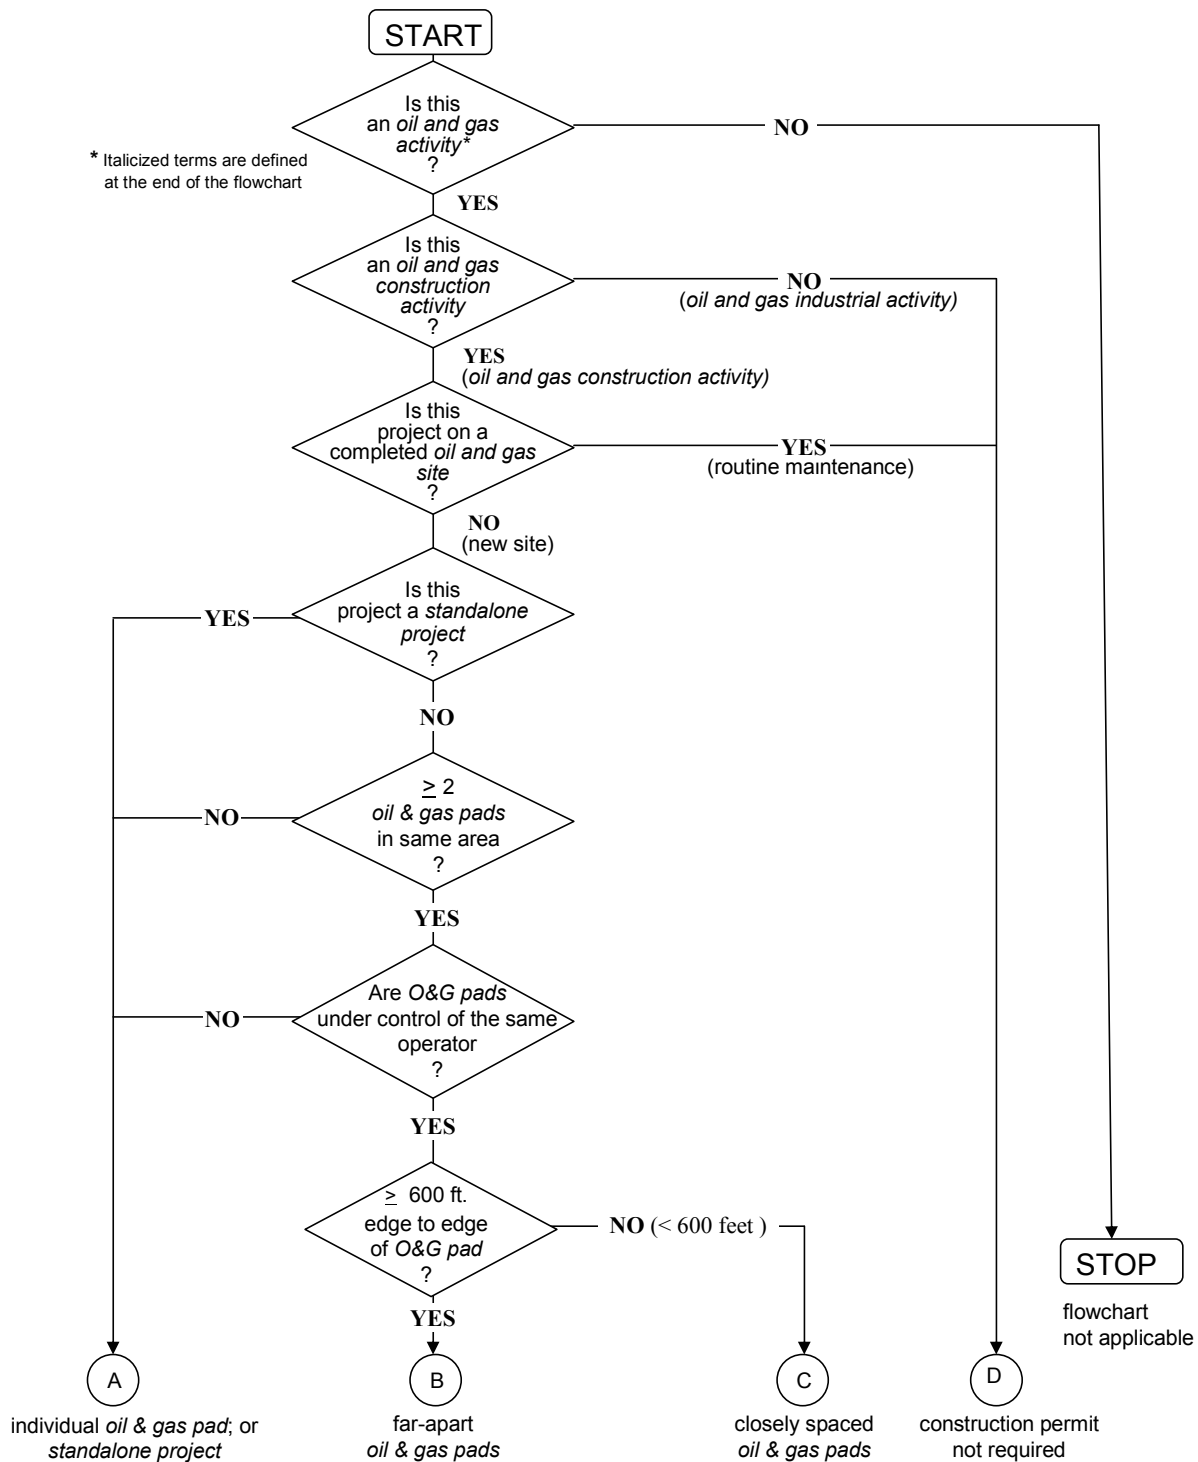 START
Is this
an oil and gas
activity*
?
NO
* Italicized terms are defined
at the end of the flowchart
YES
Is this
an oil and gas
construction
activity
?
NO
(oil and gas industrial activity)
YES
(oil and gas construction activity)
Is this
project on a
completed oil and gas
site
?
YES
(routine maintenance)
NO
(new site)
Is this
project a standalone
project
?
YES
NO
≥ 2
oil & gas pads
in same area
?
NO
YES
Are O&G pads
under control of the same
operator
?
NO
YES
≥ 600 ft.
edge to edge
of O&G pad
?
NO (< 600 feet )
YES
STOP
flowchart
not applicable
A
individual oil & gas pad; or
standalone project
B
far-apart
oil & gas pads
C
closely spaced
oil & gas pads
D
construction permit
not required